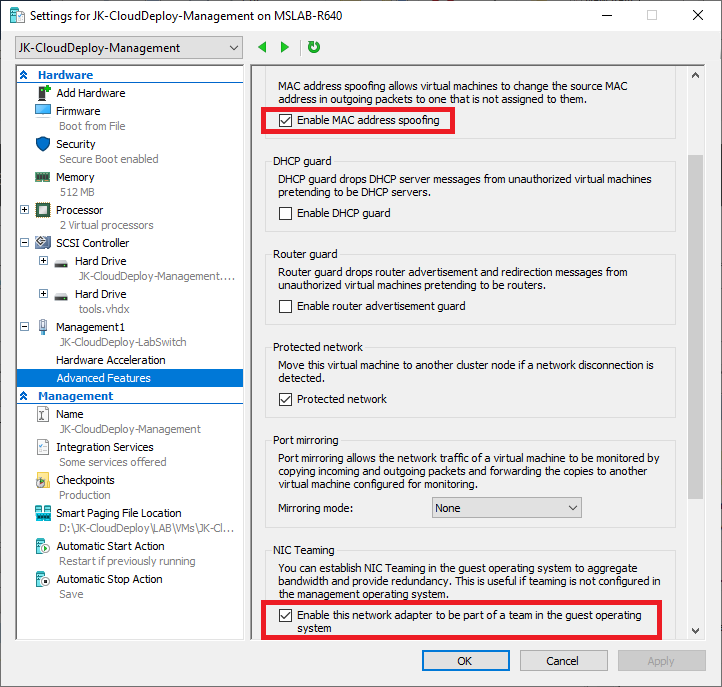 Settings for JK-CloudDeploy-Management on MSLAB-R640
JK-CloudDeploy-Management
Hardware
Add Hardware
Firmware
Boot from File
Security
Secure Boot enabled
Memory
512 MB
Processor
2 Virtual processors
SCSI Controller
Hard Drive
JK-CloudDeploy-Management....
Hard Drive
tools.vhdx
Management1
JK-CloudDeploy-LabSwitch
Hardware Acceleration
Advanced Features
Management
Name
JK-CloudDeploy-Management
Integration Services
Some services offered
Checkpoints
Production
Smart Paging File Location
D:\JK-CloudDeploy\LAB\VMs\JK-Cl...
Automatic Start Action
Restart if previously running
Automatic Stop Action
Save
MAC address spoofing allows virtual machines to change the source MAC
address in outgoing packets to one that is not assigned to them.
Enable MAC address spoofing
DHCP guard
DHCP guard drops DHCP server messages from unauthorized virtual machines
pretending to be DHCP servers.
Enable DHCP guard
Router guard
Router guard drops router advertisement and redirection messages from
unauthorized virtual machines pretending to be routers.
Enable router advertisement guard
Protected network
Move this virtual machine to another cluster node if a network disconnection is
detected.
Protected network
Port mirroring
Port mirroring allows the network traffic of a virtual machine to be monitored by
copying incoming and outgoing packets and forwarding the copies to another
virtual machine configured for monitoring.
Mirroring mode: None
NIC Teaming
You can establish NIC Teaming in the guest operating system to aggregate
bandwidth and provide redundancy. This is useful if teaming is not configured in
the management operating system.
Enable this network adapter to be part of a team in the guest operating
system
OK Cancel Apply